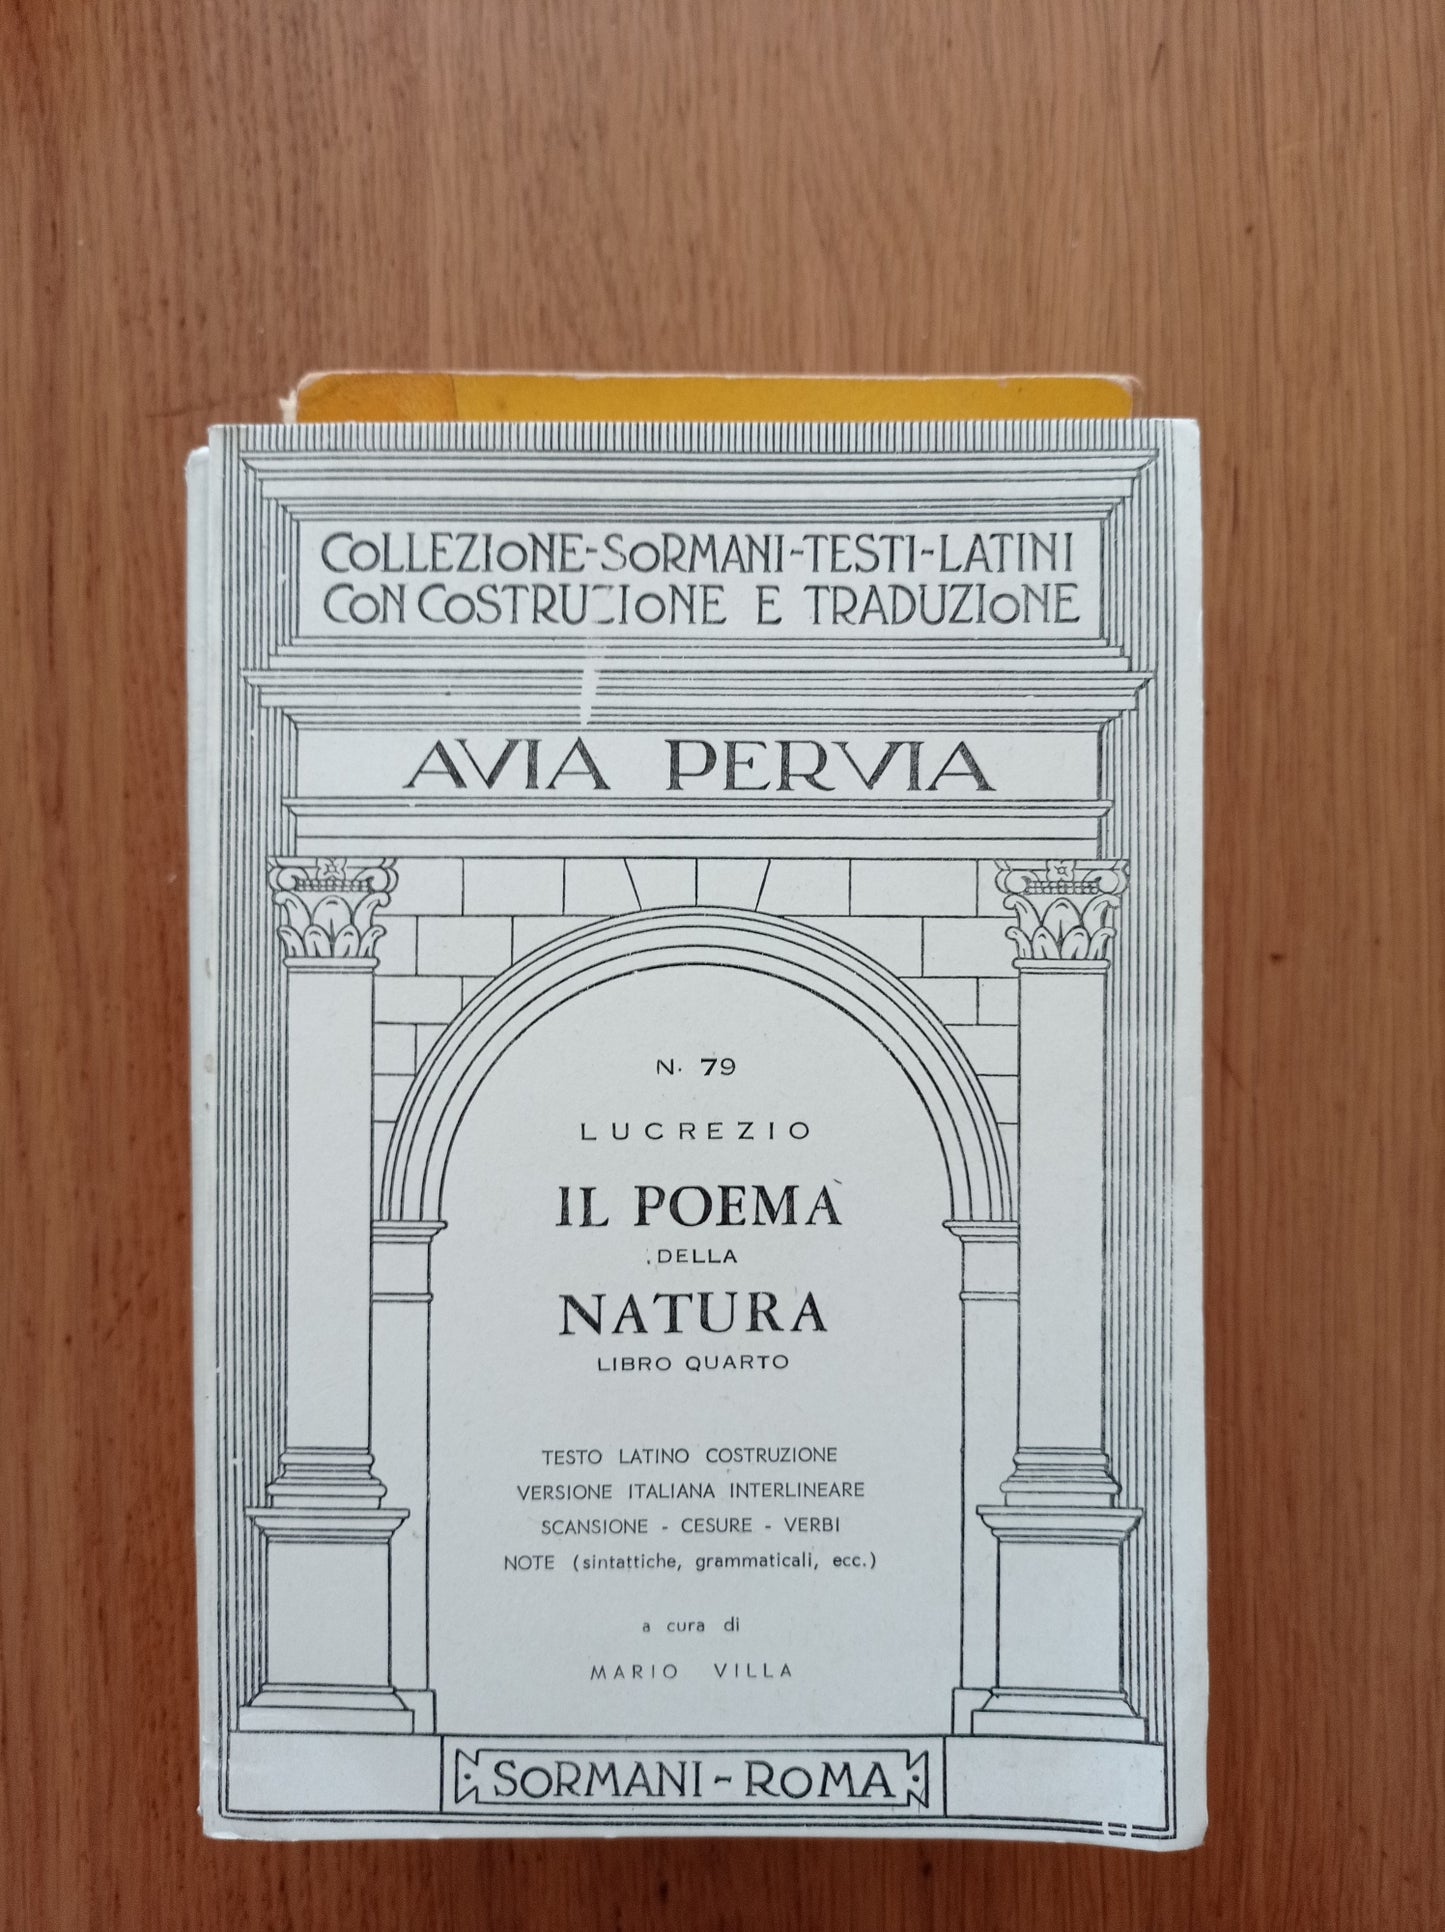 COLLEZIONE-SORMANI-TESTI-LATINI
CON COSTRUZIONE E TRADUZIONE
AVIA PERVIA
N. 79
LUCREZIO
IL POEMA
DELLA
NATURA
LIBRO QUARTO
TESTO LATINO COSTRUZIONE
VERSIONE ITALIANA INTERLINEARE
SCANSIONE - CESURE - VERBI
NOTE (sintattiche, grammaticali, ecc.)
a cura di
MARIO VILLA
SORMANI-ROMA